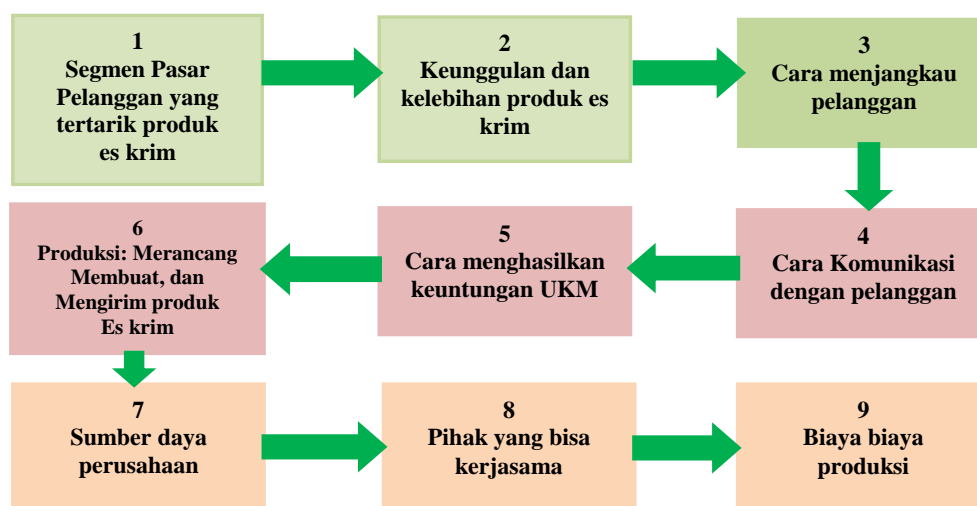 1
Segmen Pasar
Pelanggan yang
tertarik produk
es krim
2
Keunggulan dan
kelebihan produk es
krim
3
Cara menjangkau
pelanggan
4
Cara Komunikasi
dengan pelanggan
5
Cara menghasilkan
keuntungan UKM
6
Produksi: Merancang
Membuat, dan
Mengirim produk
Es krim
7
Sumber daya
perusahaan
8
Pihak yang bisa
kerjasama
9
Biaya biaya
produksi